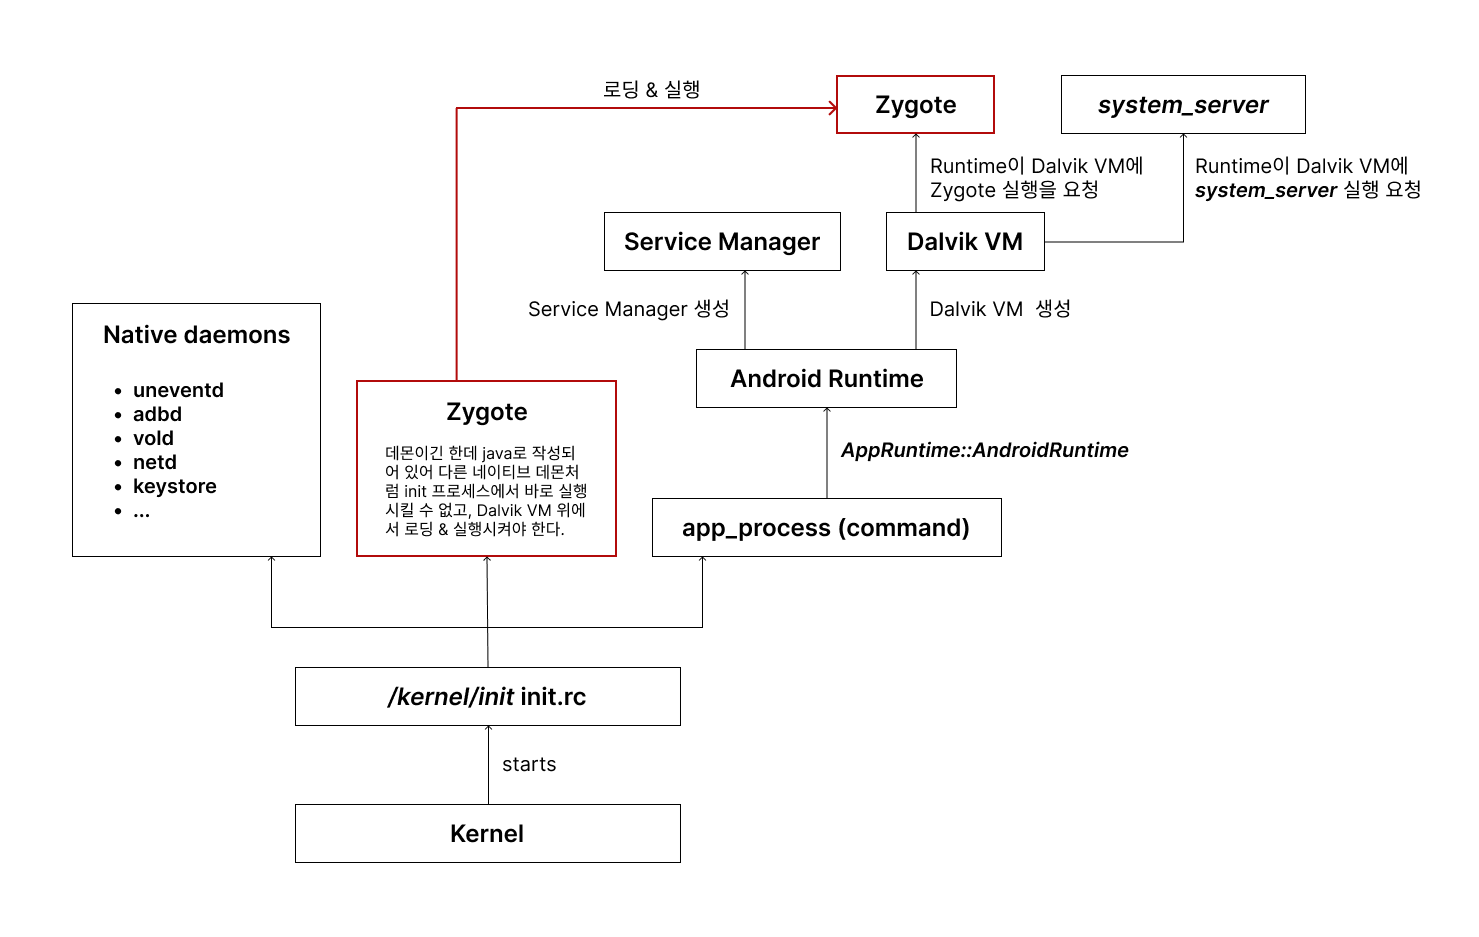 로딩 & 실행
Zygote
system_server
Runtime이 Dalvik VM에
Zygote 실행을 요청
Runtime이 Dalvik VM에
system_server 실행 요청
Service Manager
Dalvik VM
Service Manager 생성
Dalvik VM 생성
Native daemons
• uneventd
• adbd
• vold
• netd
• keystore
• ...
Zygote
데몬이긴 한데 java로 작성되
어 있어 다른 네이티브 데몬처
럼 init 프로세스에서 바로 실행
시킬 수 없고, Dalvik VM 위에
서 로딩 & 실행시켜야 한다.
Android Runtime
AppRuntime::AndroidRuntime
app_process (command)
/kernel/init init.rc
starts
Kernel